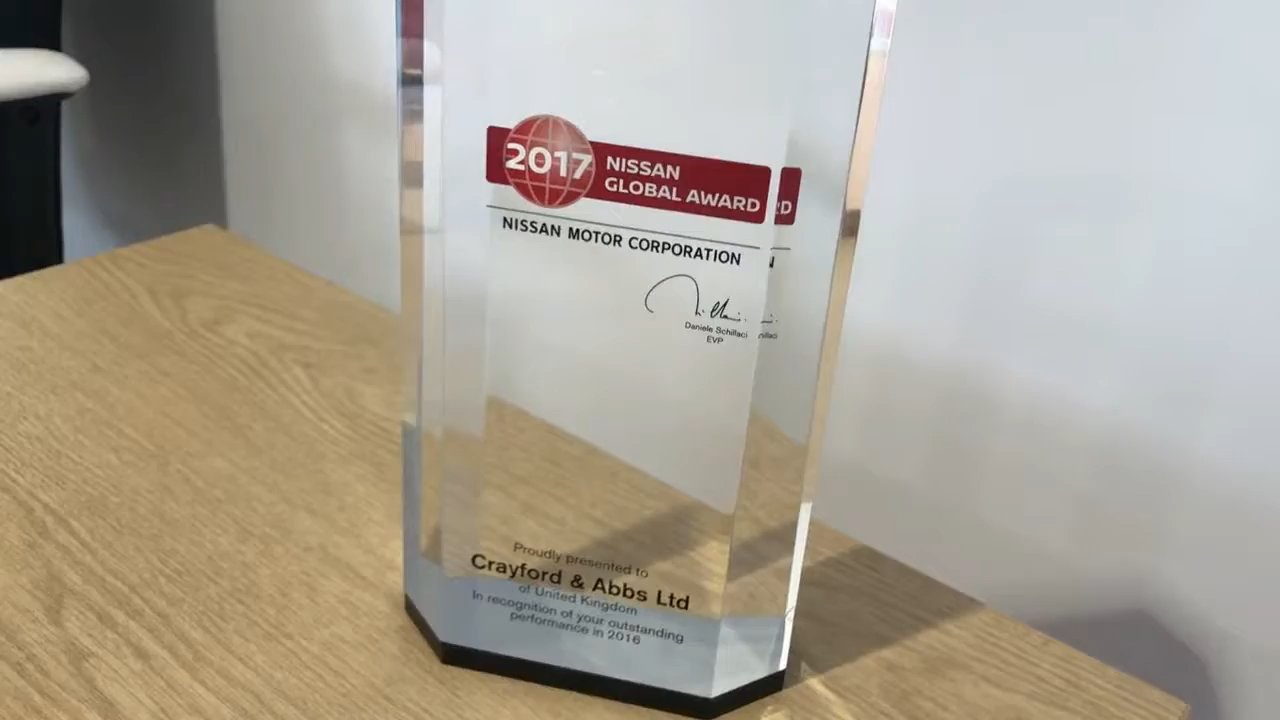 2017 NISSAN
GLOBAL AWARD
NISSAN MOTOR CORPORATION
Daniele Schillaci
EVP
Proudly presented to
Crayford & Abbs Ltd
of United Kingdom
In recognition of your outstanding
performance in 2016